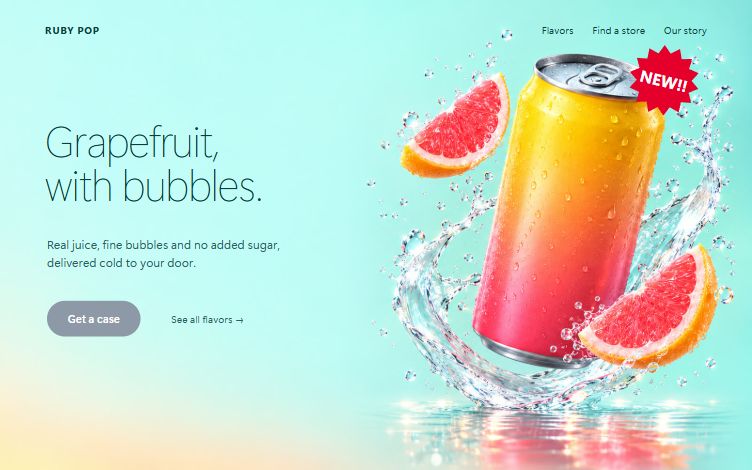 RUBY POP
Flavors
Find a store
Our story
NEW!!
Grapefruit,
with bubbles.
Real juice, fine bubbles and no added sugar,
delivered cold to your door.
Get a case
See all flavors →